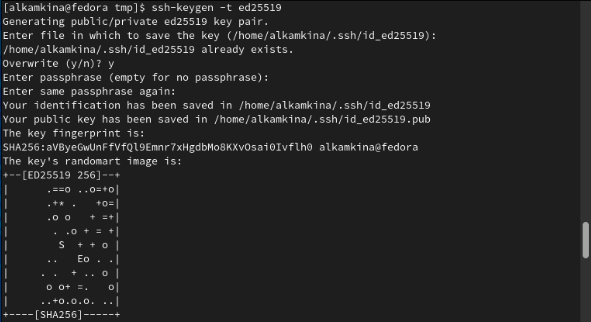 [alkamkina@fedora tmp]$ ssh-keygen -t ed25519
Generating public/private ed25519 key pair.
Enter file in which to save the key (/home/alkamkina/.ssh/id_ed25519):
/home/alkamkina/.ssh/id_ed25519 already exists.
Overwrite (y/n)? y
Enter passphrase (empty for no passphrase):
Enter same passphrase again:
Your identification has been saved in /home/alkamkina/.ssh/id_ed25519
Your public key has been saved in /home/alkamkina/.ssh/id_ed25519.pub
The key fingerprint is:
SHA256:aVByeGwUnFfVfQl9Emnr7xHgdbMo8KXvOsai0Ivflh0 alkamkina@fedora
The key's randomart image is:
+--[ED25519 256]--+
|      .==o ..o=+o|
|      .+* .   +o=|
|      .o o   + =+|
|       . .o + = +|
|        S  + + o |
|      ..   Eo . .|
|     . .  + .. o |
|      o o+ =.   o|
|     ..+o.o.o. ..|
+----[SHA256]-----+